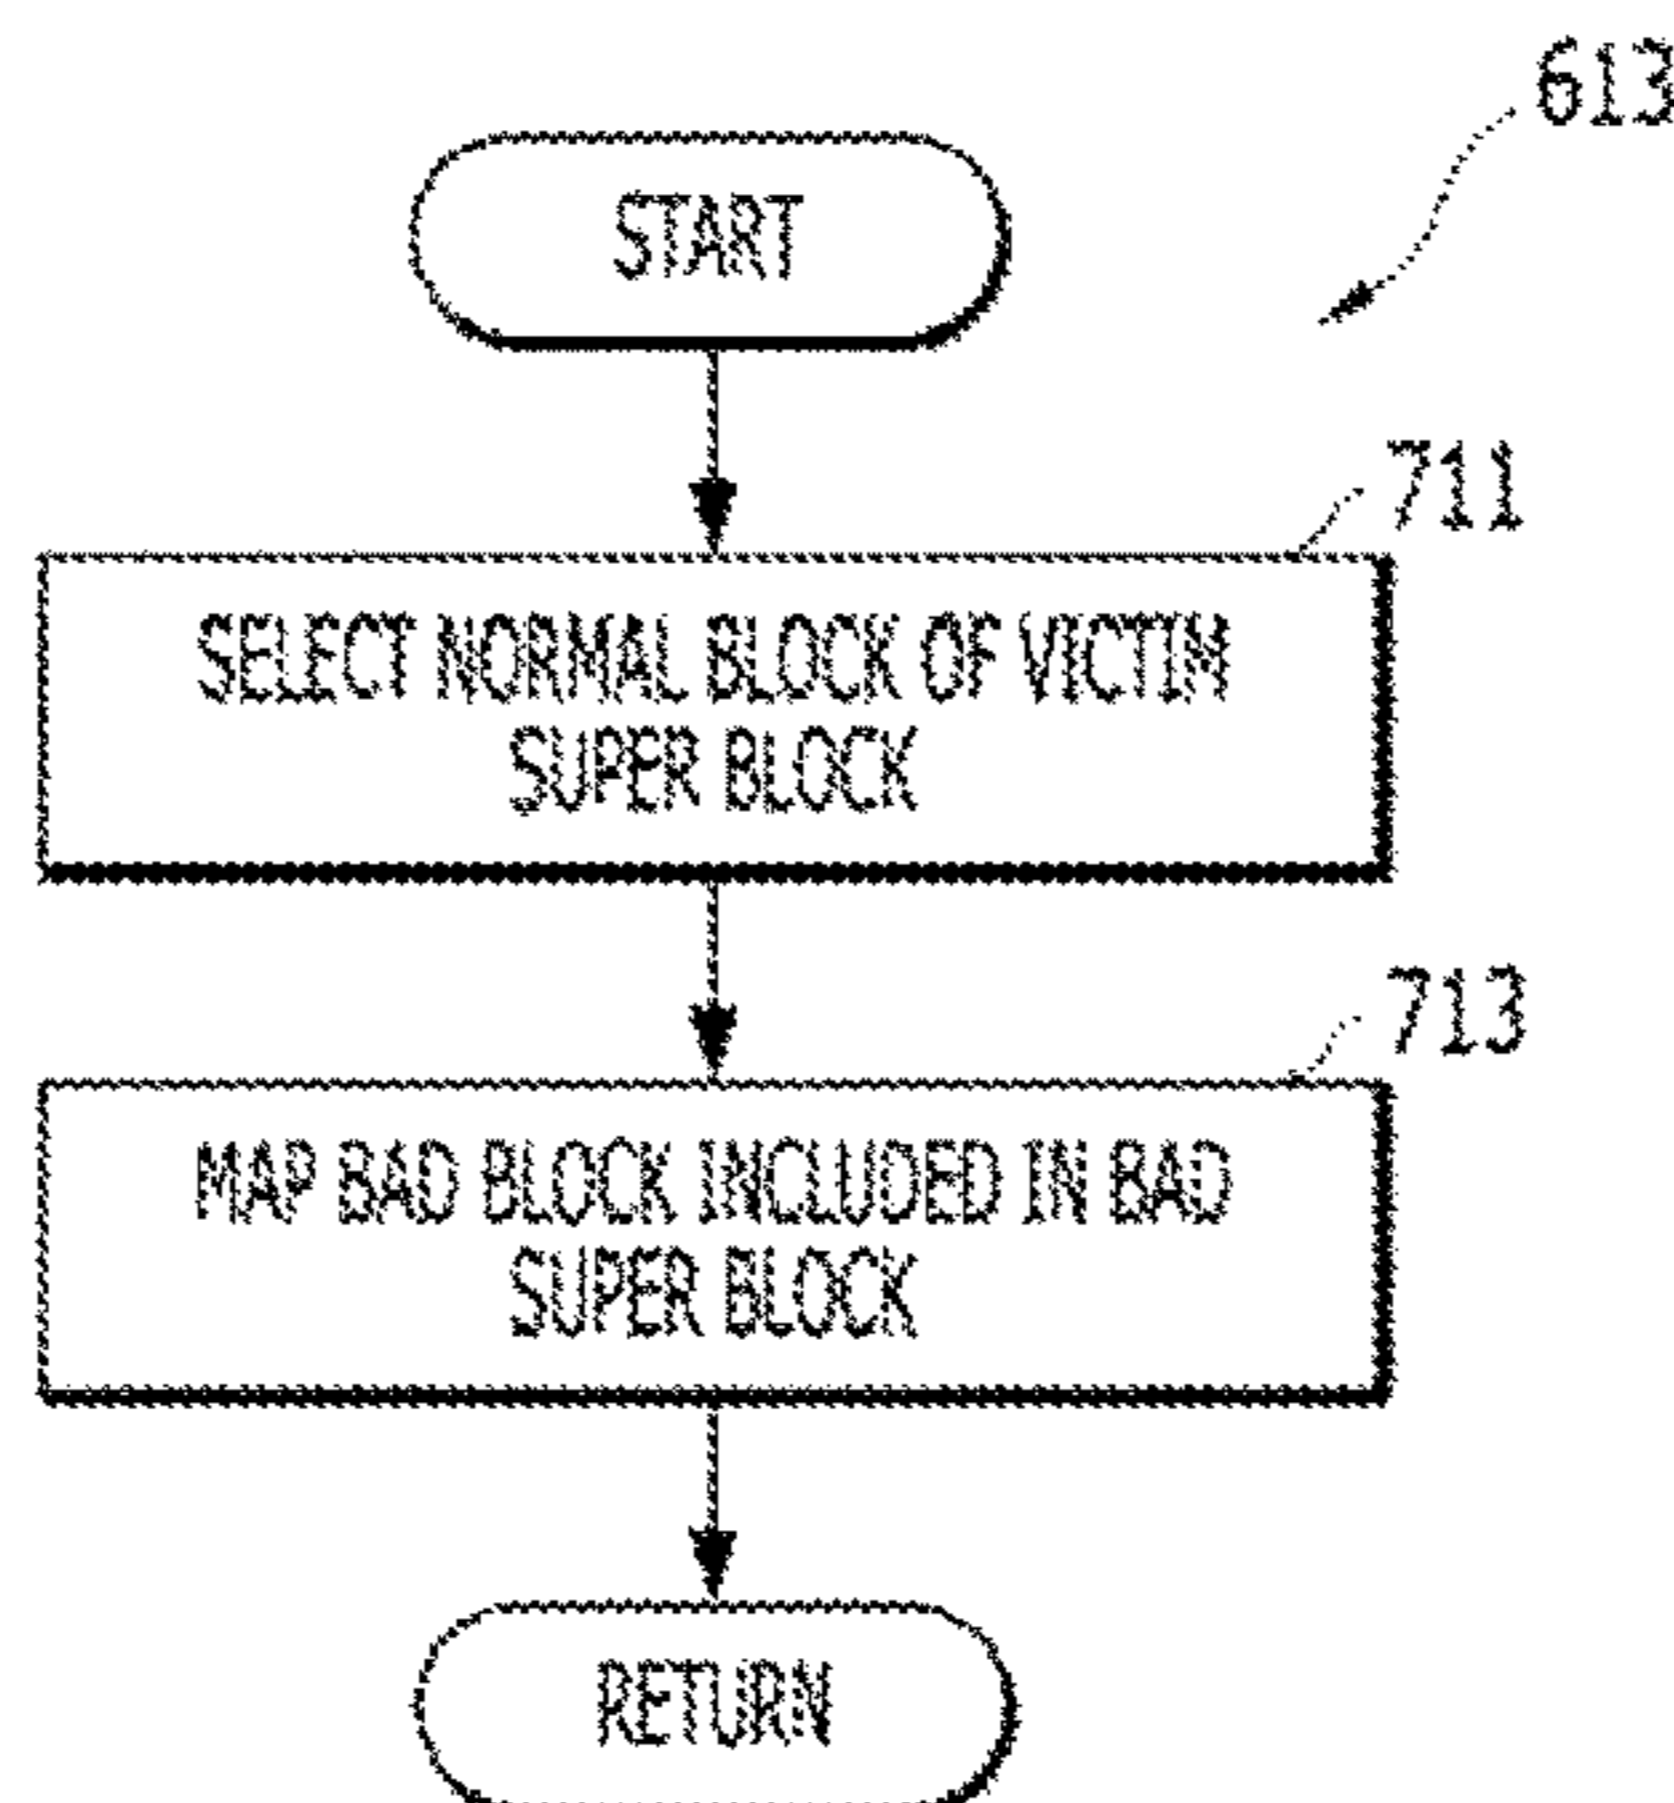 613
START
711
SELECT NORMAL BLOCK OF VICTIM
SUPER BLOCK
713
MAP BAD BLOCK INCLUDED IN BAD
SUPER BLOCK
RETURN